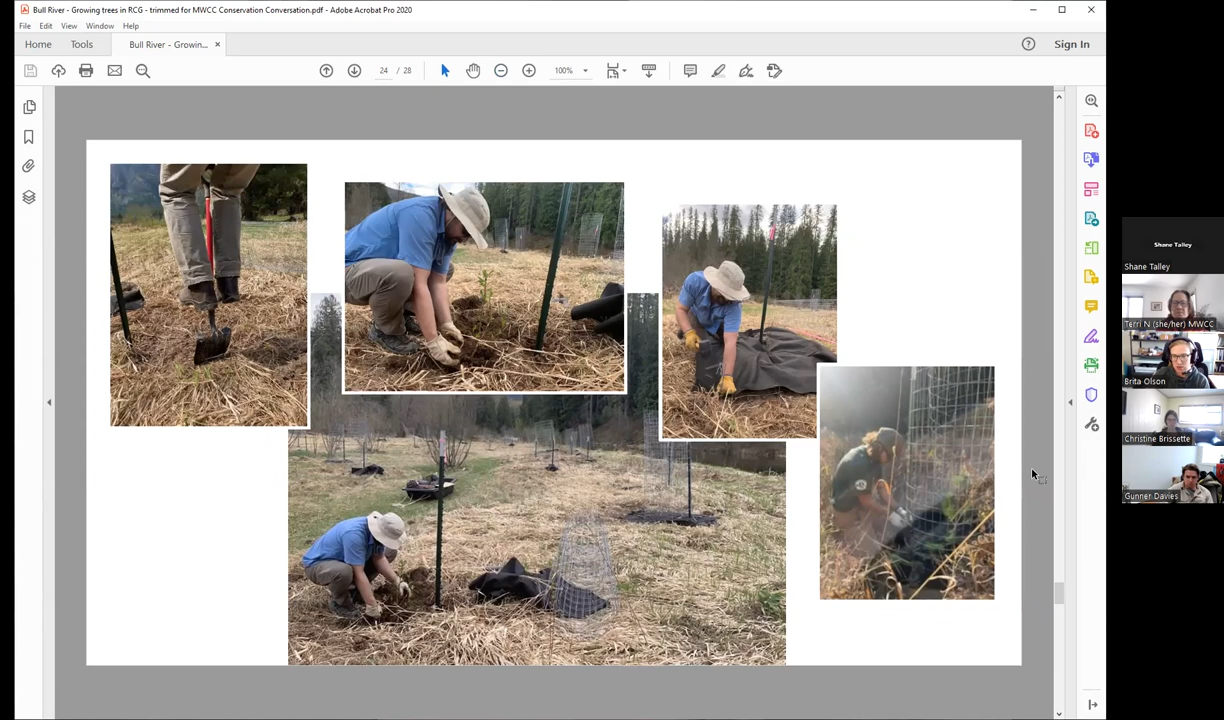 Bull River - Growing trees in RCG - trimmed for MWCC Conservation Conversation.pdf - Adobe Acrobat Pro 2020
File Edit View Window Help
Home Tools Bull River - Growin... × Sign In
24 / 28 100%
Shane Talley
Shane Talley
Terri N (she/her) MWCC
Brita Olson
Christine Brissette
Gunner Davies